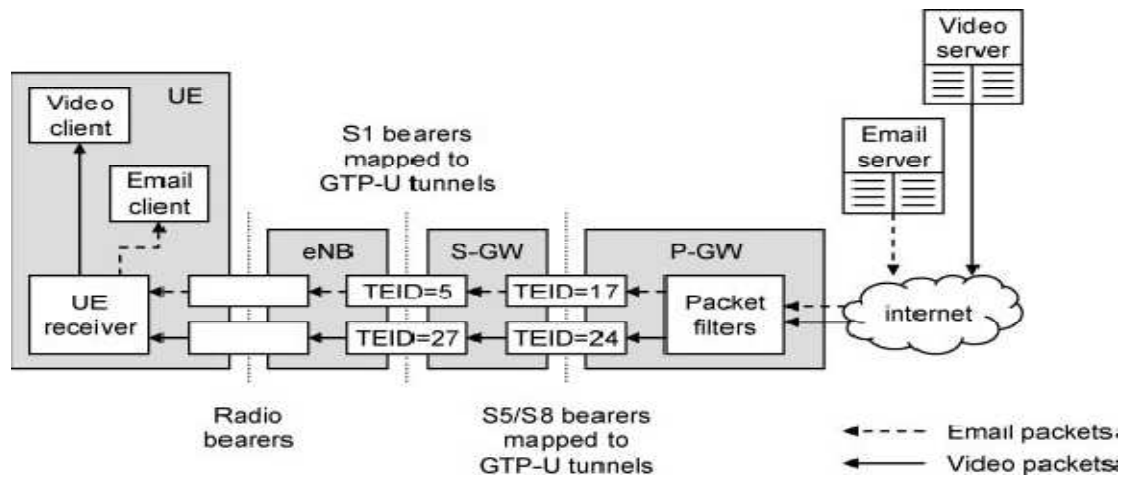 Video
server
UE
Video
client
Email
server
S1 bearers
mapped to
GTP-U tunnels
Email
client
eNB
S-GW
P-GW
UE
receiver
TEID=5
TEID=17
TEID=27
TEID=24
Packet
filters
internet
Radio
bearers
S5/S8 bearers
mapped to
GTP-U tunnels
Email packets
Video packets